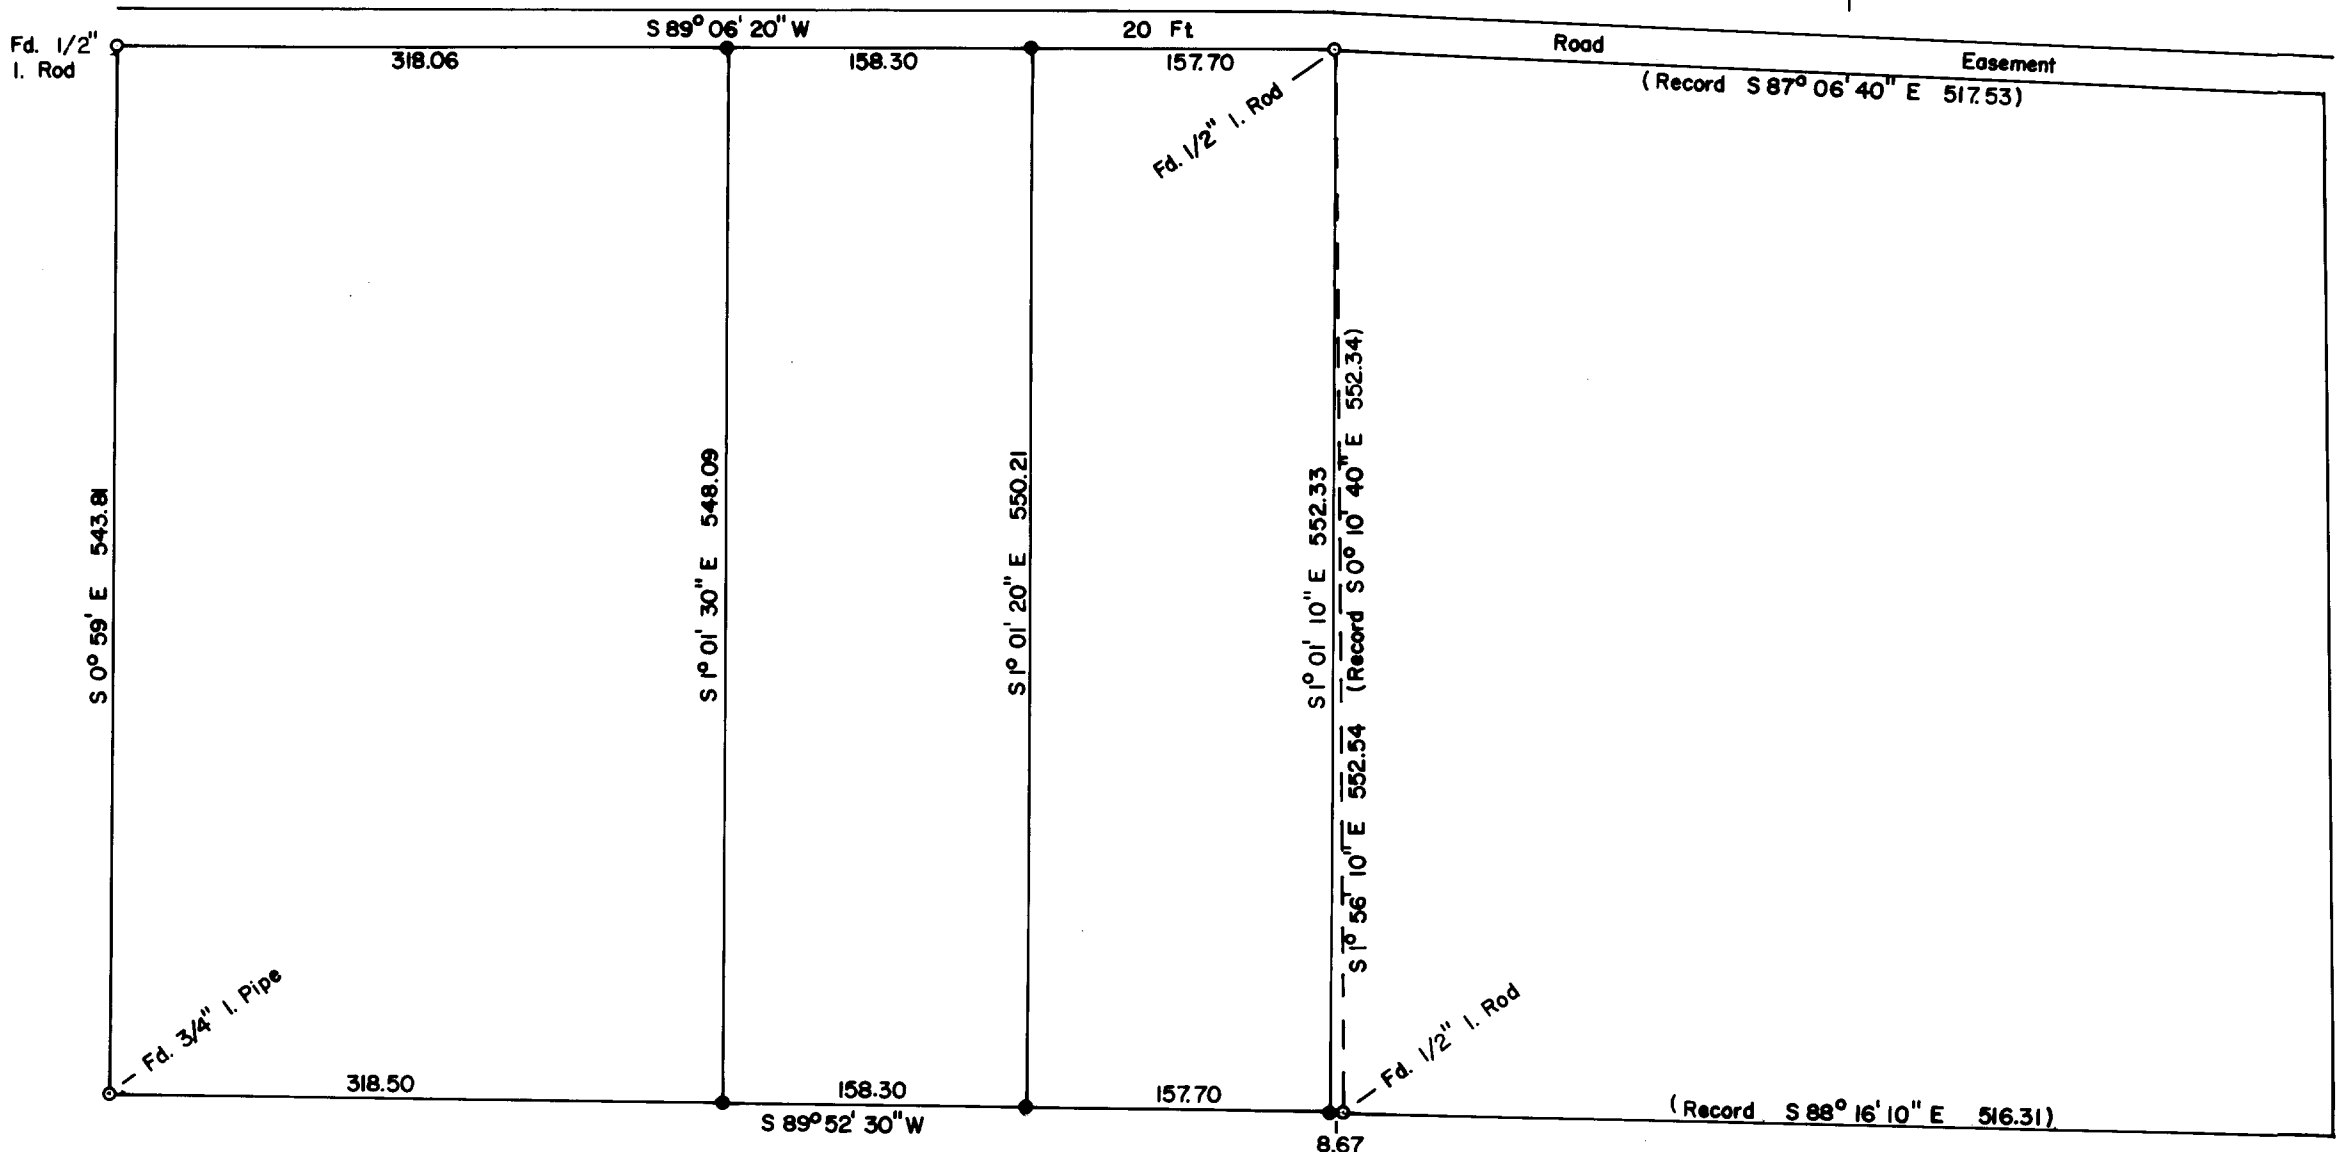 S 89° 06' 20" W
20 Ft
Road
Easement
Fd. 1/2"
I. Rod
318.06
158.30
157.70
(Record S 87° 06' 40" E 517.53)
Fd. 1/2" I. Rod
S 0° 59' E 543.81
S 1° 01' 30" E 548.09
S 1° 01' 20" E 550.21
S 1° 01' 10" E 552.33
S 1° 56' 10" E 552.54 (Record S 0° 10' 40" E 552.34)
Fd. 3/4" I. Pipe
Fd. 1/2" I. Rod
318.50
158.30
157.70
S 89° 52' 30" W
8.67
(Record S 88° 16' 10" E 516.31)